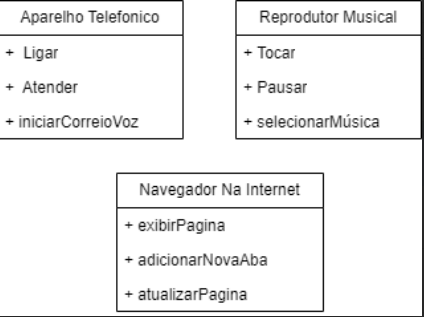 Aparelho Telefonico
+ Ligar
+ Atender
+ iniciarCorreioVoz
Reprodutor Musical
+ Tocar
+ Pausar
+ selecionarMúsica
Navegador Na Internet
+ exibirPagina
+ adicionarNovaAba
+ atualizarPagina